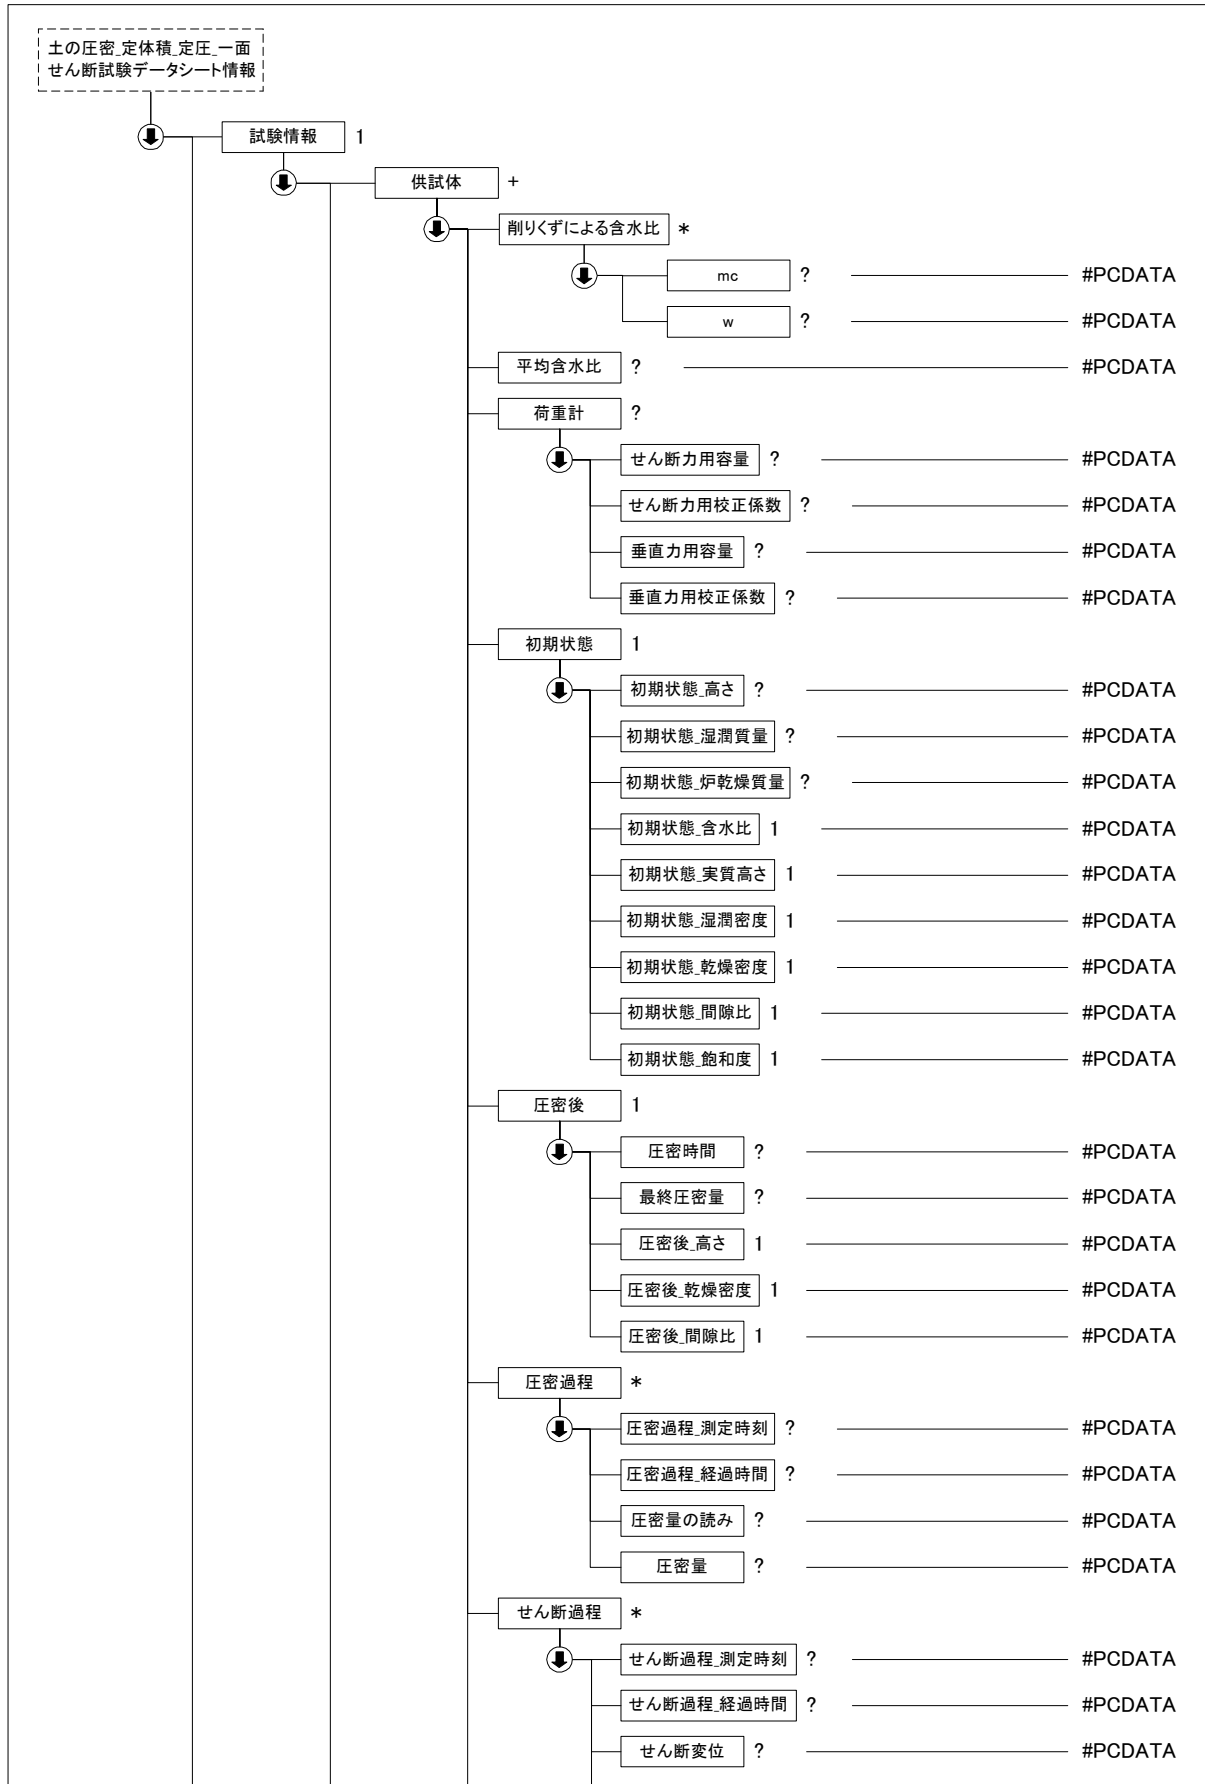 土の圧密_定体積_定圧_一面
せん断試験データシート情報
試験情報 1
供試体 +
削りくずによる含水比 *
mc ? #PCDATA
w ? #PCDATA
平均含水比 ? #PCDATA
荷重計 ?
せん断力用容量 ? #PCDATA
せん断力用校正係数 ? #PCDATA
垂直力用容量 ? #PCDATA
垂直力用校正係数 ? #PCDATA
初期状態 1
初期状態_高さ ? #PCDATA
初期状態_湿潤質量 ? #PCDATA
初期状態_炉乾燥質量 ? #PCDATA
初期状態_含水比 1 #PCDATA
初期状態_実質高さ 1 #PCDATA
初期状態_湿潤密度 1 #PCDATA
初期状態_乾燥密度 1 #PCDATA
初期状態_間隙比 1 #PCDATA
初期状態_飽和度 1 #PCDATA
圧密後 1
圧密時間 ? #PCDATA
最終圧密量 ? #PCDATA
圧密後_高さ 1 #PCDATA
圧密後_乾燥密度 1 #PCDATA
圧密後_間隙比 1 #PCDATA
圧密過程 *
圧密過程_測定時刻 ? #PCDATA
圧密過程_経過時間 ? #PCDATA
圧密量の読み ? #PCDATA
圧密量 ? #PCDATA
せん断過程 *
せん断過程_測定時刻 ? #PCDATA
せん断過程_経過時間 ? #PCDATA
せん断変位 ? #PCDATA